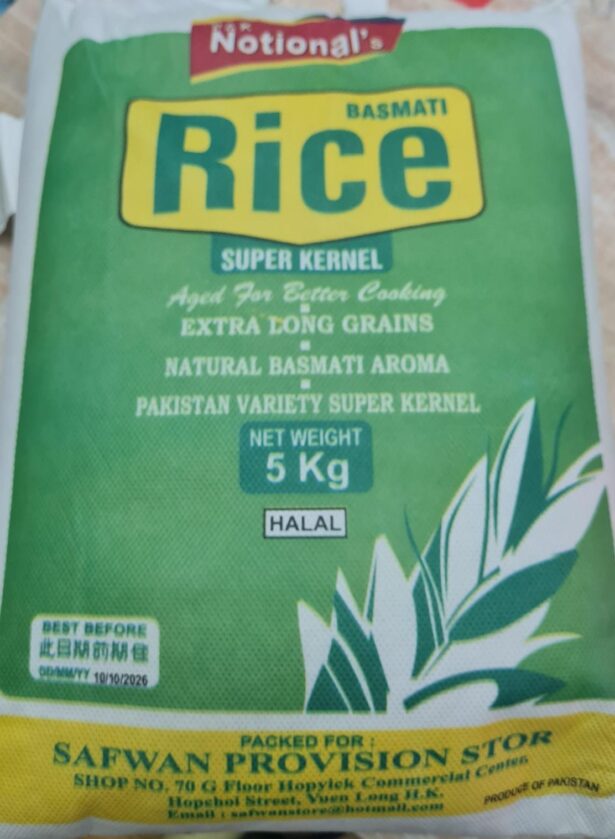 Notional's
BASMATI
Rice
SUPER KERNEL
Aged For Better Cooking
EXTRA LONG GRAINS
NATURAL BASMATI AROMA
PAKISTAN VARIETY SUPER KERNEL
NET WEIGHT
5 Kg
HALAL
BEST BEFORE
此日期前期佳
DD/MM/YY 10/10/2026
PACKED FOR :
SAFWAN PROVISION STOR
SHOP NO. 70 G Floor Hopyick Commercial Center,
Hopchoi Street, Yuen Long H.K.
Email : safwanstore@hotmail.com
PRODUCE OF PAKISTAN